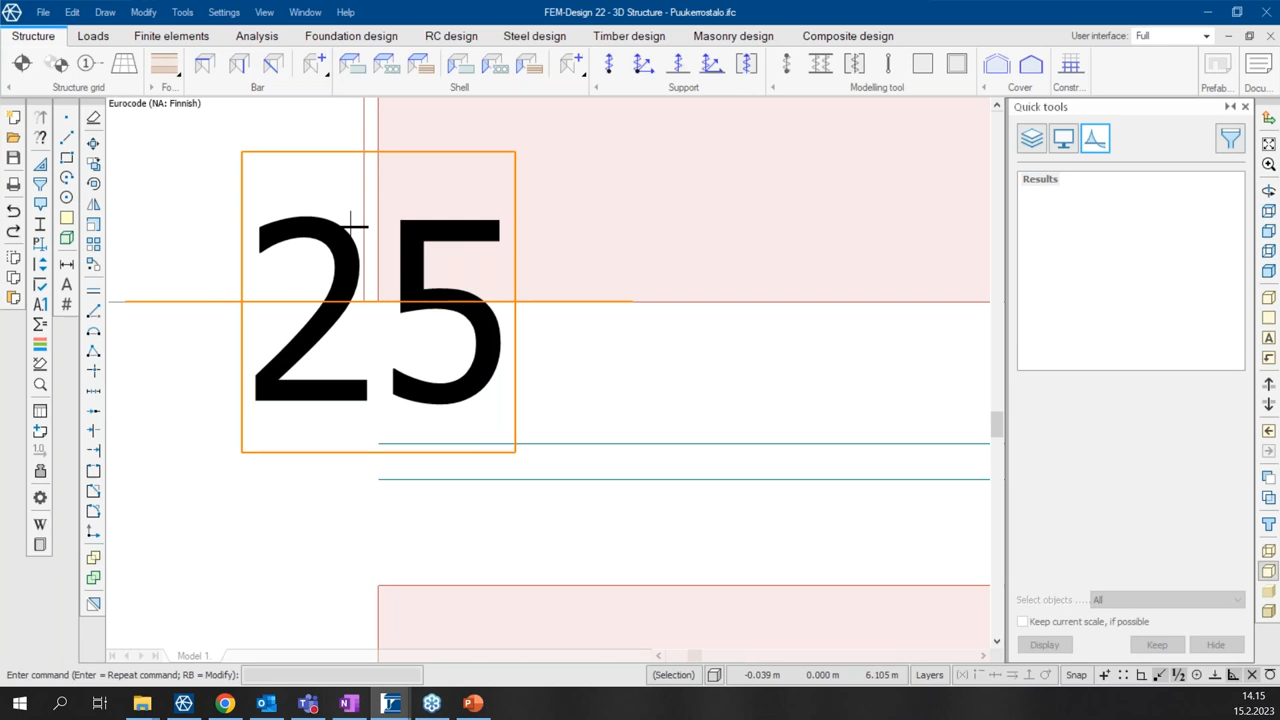 FEM-Design 22 - 3D Structure - Puukerrostalo.ifc
File Edit Draw Modify Tools Settings View Window Help
Structure Loads Finite elements Analysis Foundation design RC design Steel design Timber design Masonry design Composite design
User interface: Full
Structure grid Fo... Bar Shell Support Modelling tool Cover Constr... Prefab... Docu...
Eurocode (NA: Finnish)
Quick tools
Results
25
Select objects ..... All
Keep current scale, if possible
Display Keep Hide
Model 1.
Enter command (Enter = Repeat command; RB = Modify):
(Selection) -0.039 m 0.000 m 6.105 m Layers Snap
14.15
15.2.2023